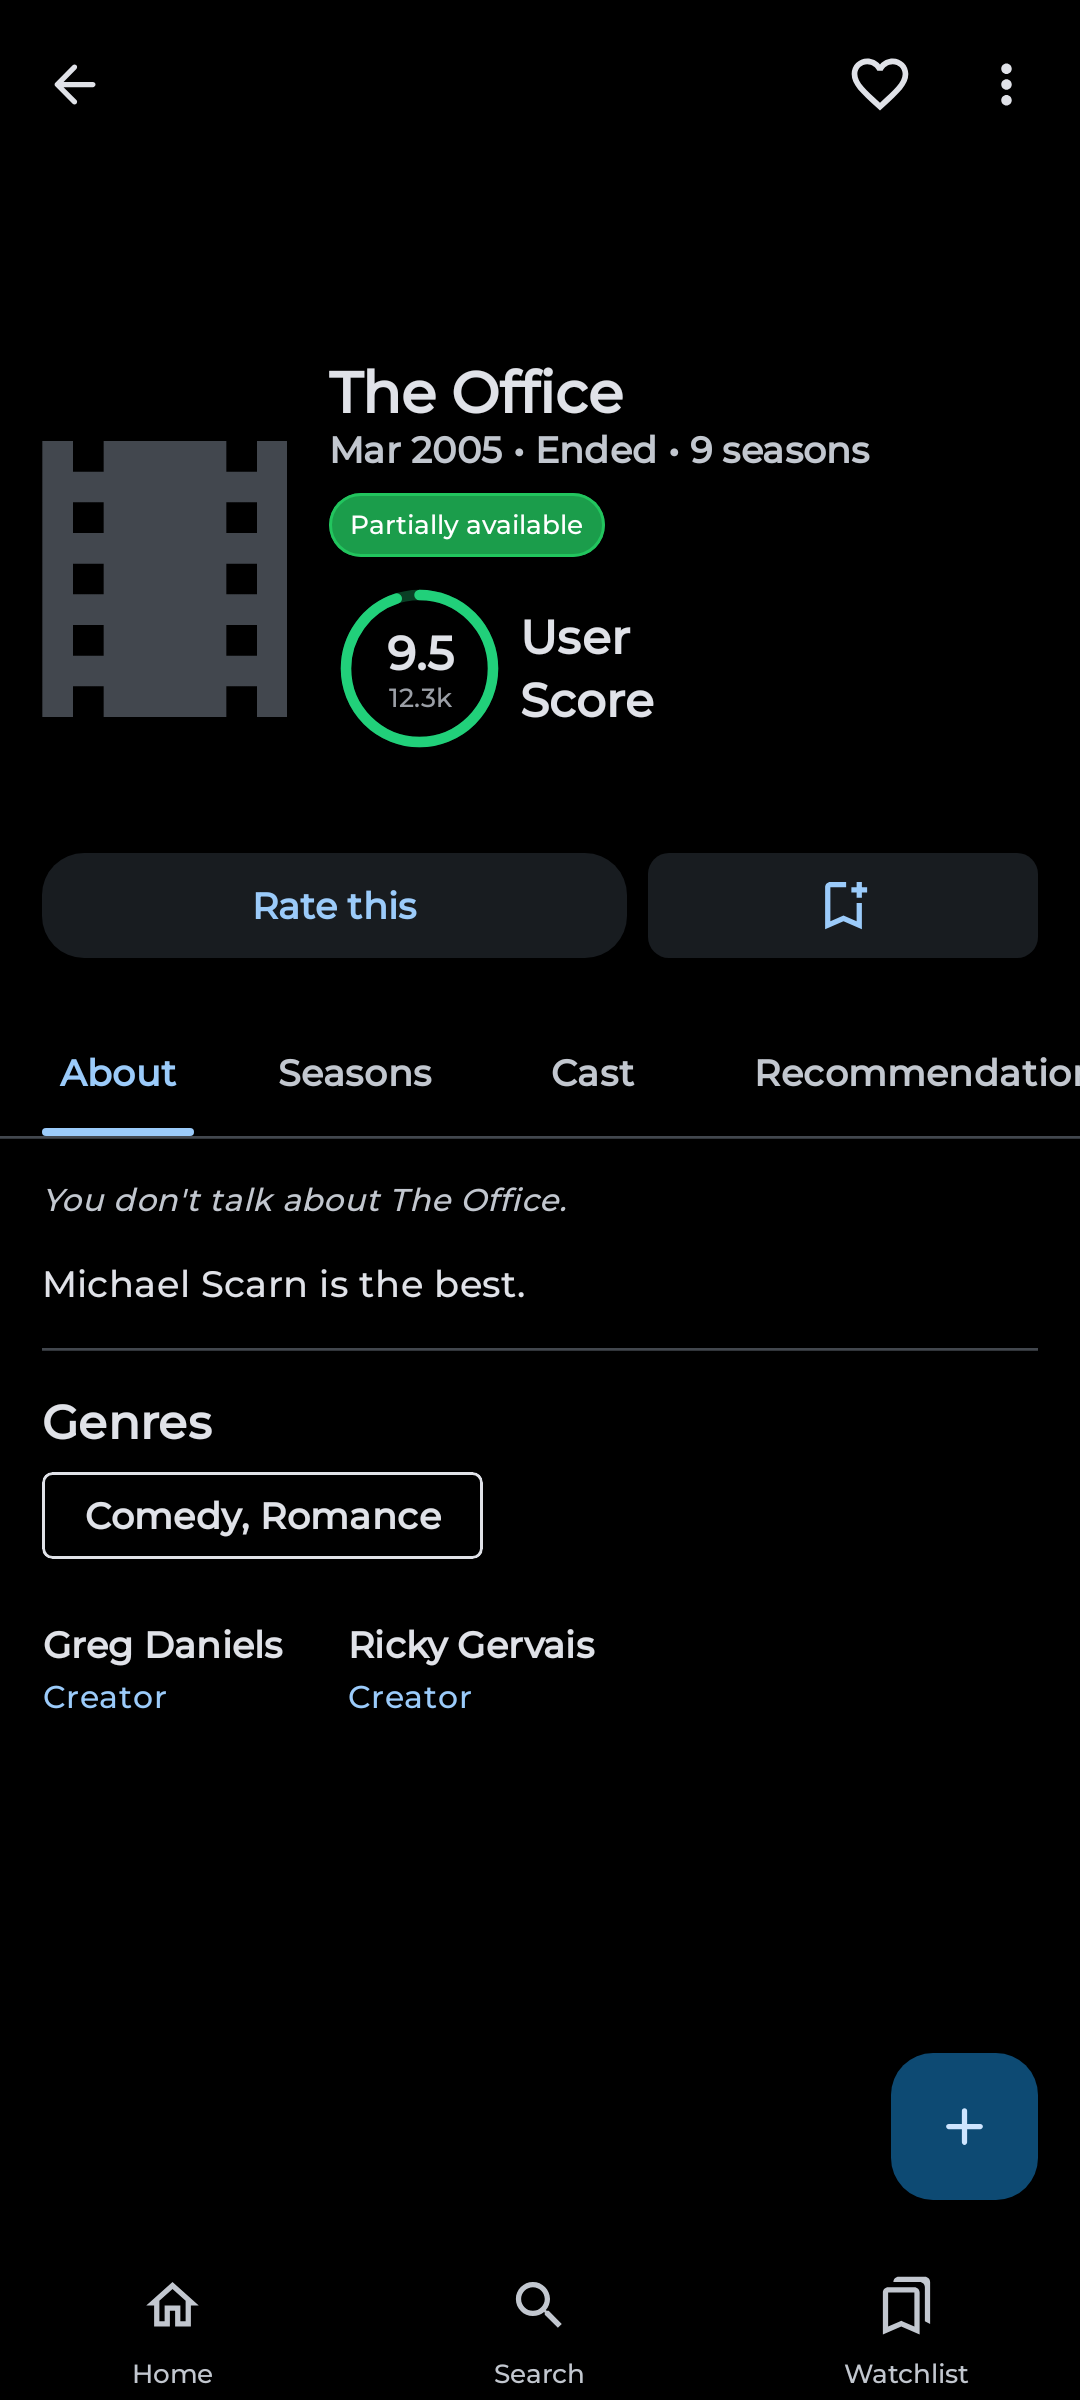 The Office
Mar 2005 • Ended • 9 seasons
Partially available
9.5
12.3k
User
Score
Rate this
About
Seasons
Cast
Recommendation
You don't talk about The Office.
Michael Scarn is the best.
Genres
Comedy, Romance
Greg Daniels
Creator
Ricky Gervais
Creator
Home
Search
Watchlist